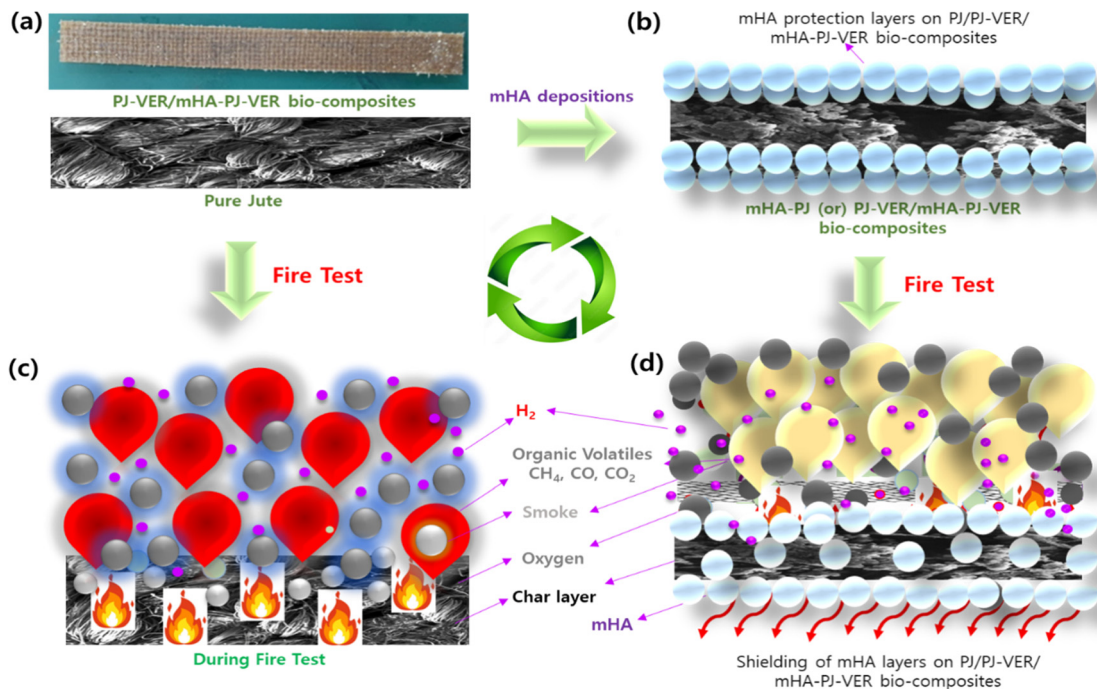 (a)
PJ-VER/mHA-PJ-VER bio-composites
Pure Jute
mHA depositions
(b)
mHA protection layers on PJ/PJ-VER/
mHA-PJ-VER bio-composites
mHA-PJ (or) PJ-VER/mHA-PJ-VER
bio-composites
Fire Test
Fire Test
(c)
H₂
Organic Volatiles
CH₄, CO, CO₂
Smoke
Oxygen
Char layer
mHA
During Fire Test
(d)
Shielding of mHA layers on PJ/PJ-VER/
mHA-PJ-VER bio-composites